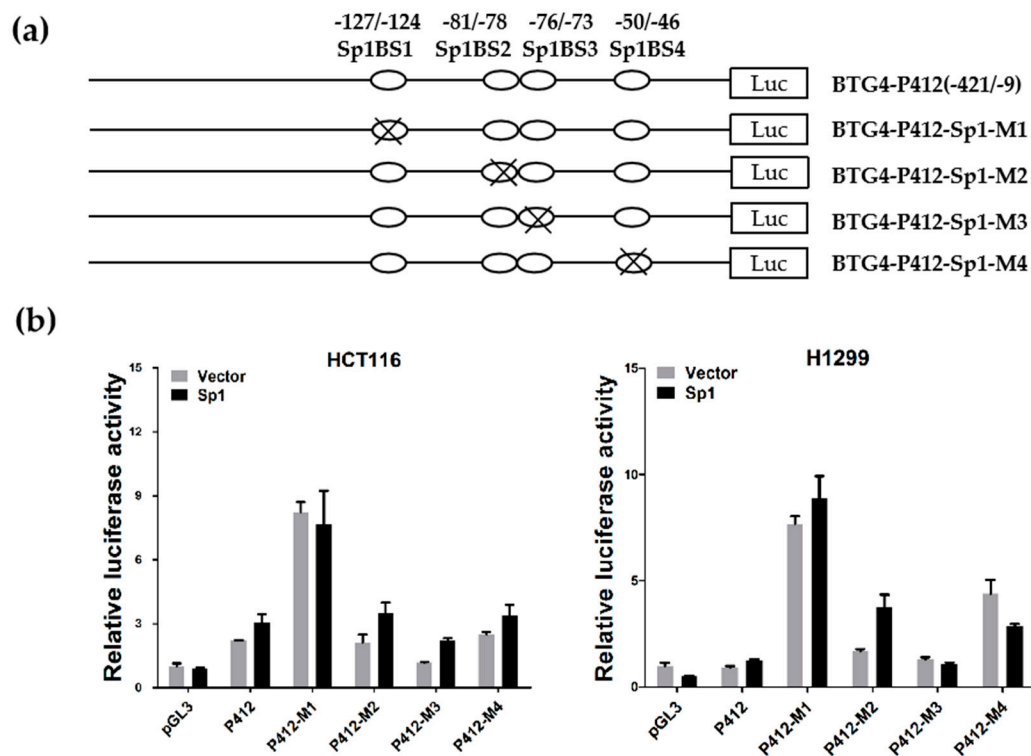 (a)
-127/-124 -81/-78 -76/-73 -50/-46
Sp1BS1 Sp1BS2 Sp1BS3 Sp1BS4
Luc BTG4-P412(-421/-9)
Luc BTG4-P412-Sp1-M1
Luc BTG4-P412-Sp1-M2
Luc BTG4-P412-Sp1-M3
Luc BTG4-P412-Sp1-M4
(b)
HCT116
Vector
Sp1
Relative luciferase activity
15
12
9
6
3
0
pGL3 P412 P412-M1 P412-M2 P412-M3 P412-M4
H1299
Vector
Sp1
Relative luciferase activity
15
10
5
0
pGL3 P412 P412-M1 P412-M2 P412-M3 P412-M4